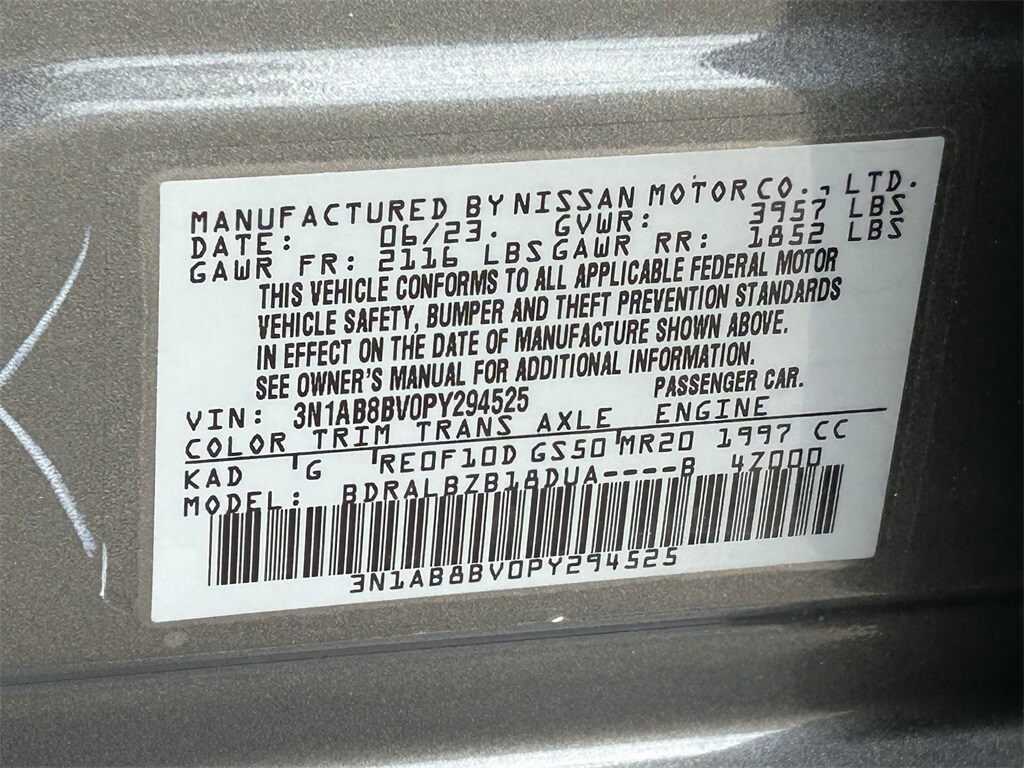 MANUFACTURED BY NISSAN MOTOR CO., LTD.
DATE: 06/23. GVWR: 3957 LBS
GAWR FR: 2116 LBS GAWR RR: 1852 LBS
THIS VEHICLE CONFORMS TO ALL APPLICABLE FEDERAL MOTOR
VEHICLE SAFETY, BUMPER AND THEFT PREVENTION STANDARDS
IN EFFECT ON THE DATE OF MANUFACTURE SHOWN ABOVE.
SEE OWNER'S MANUAL FOR ADDITIONAL INFORMATION.
VIN: 3N1AB8BV0PY294525 PASSENGER CAR.
COLOR TRIM TRANS AXLE ENGINE
KAD G RE0F10D GS50 MR20 1997 CC
MODEL: BDRALBZB18DUA----B 4Z000
3N1AB8BV0PY294525